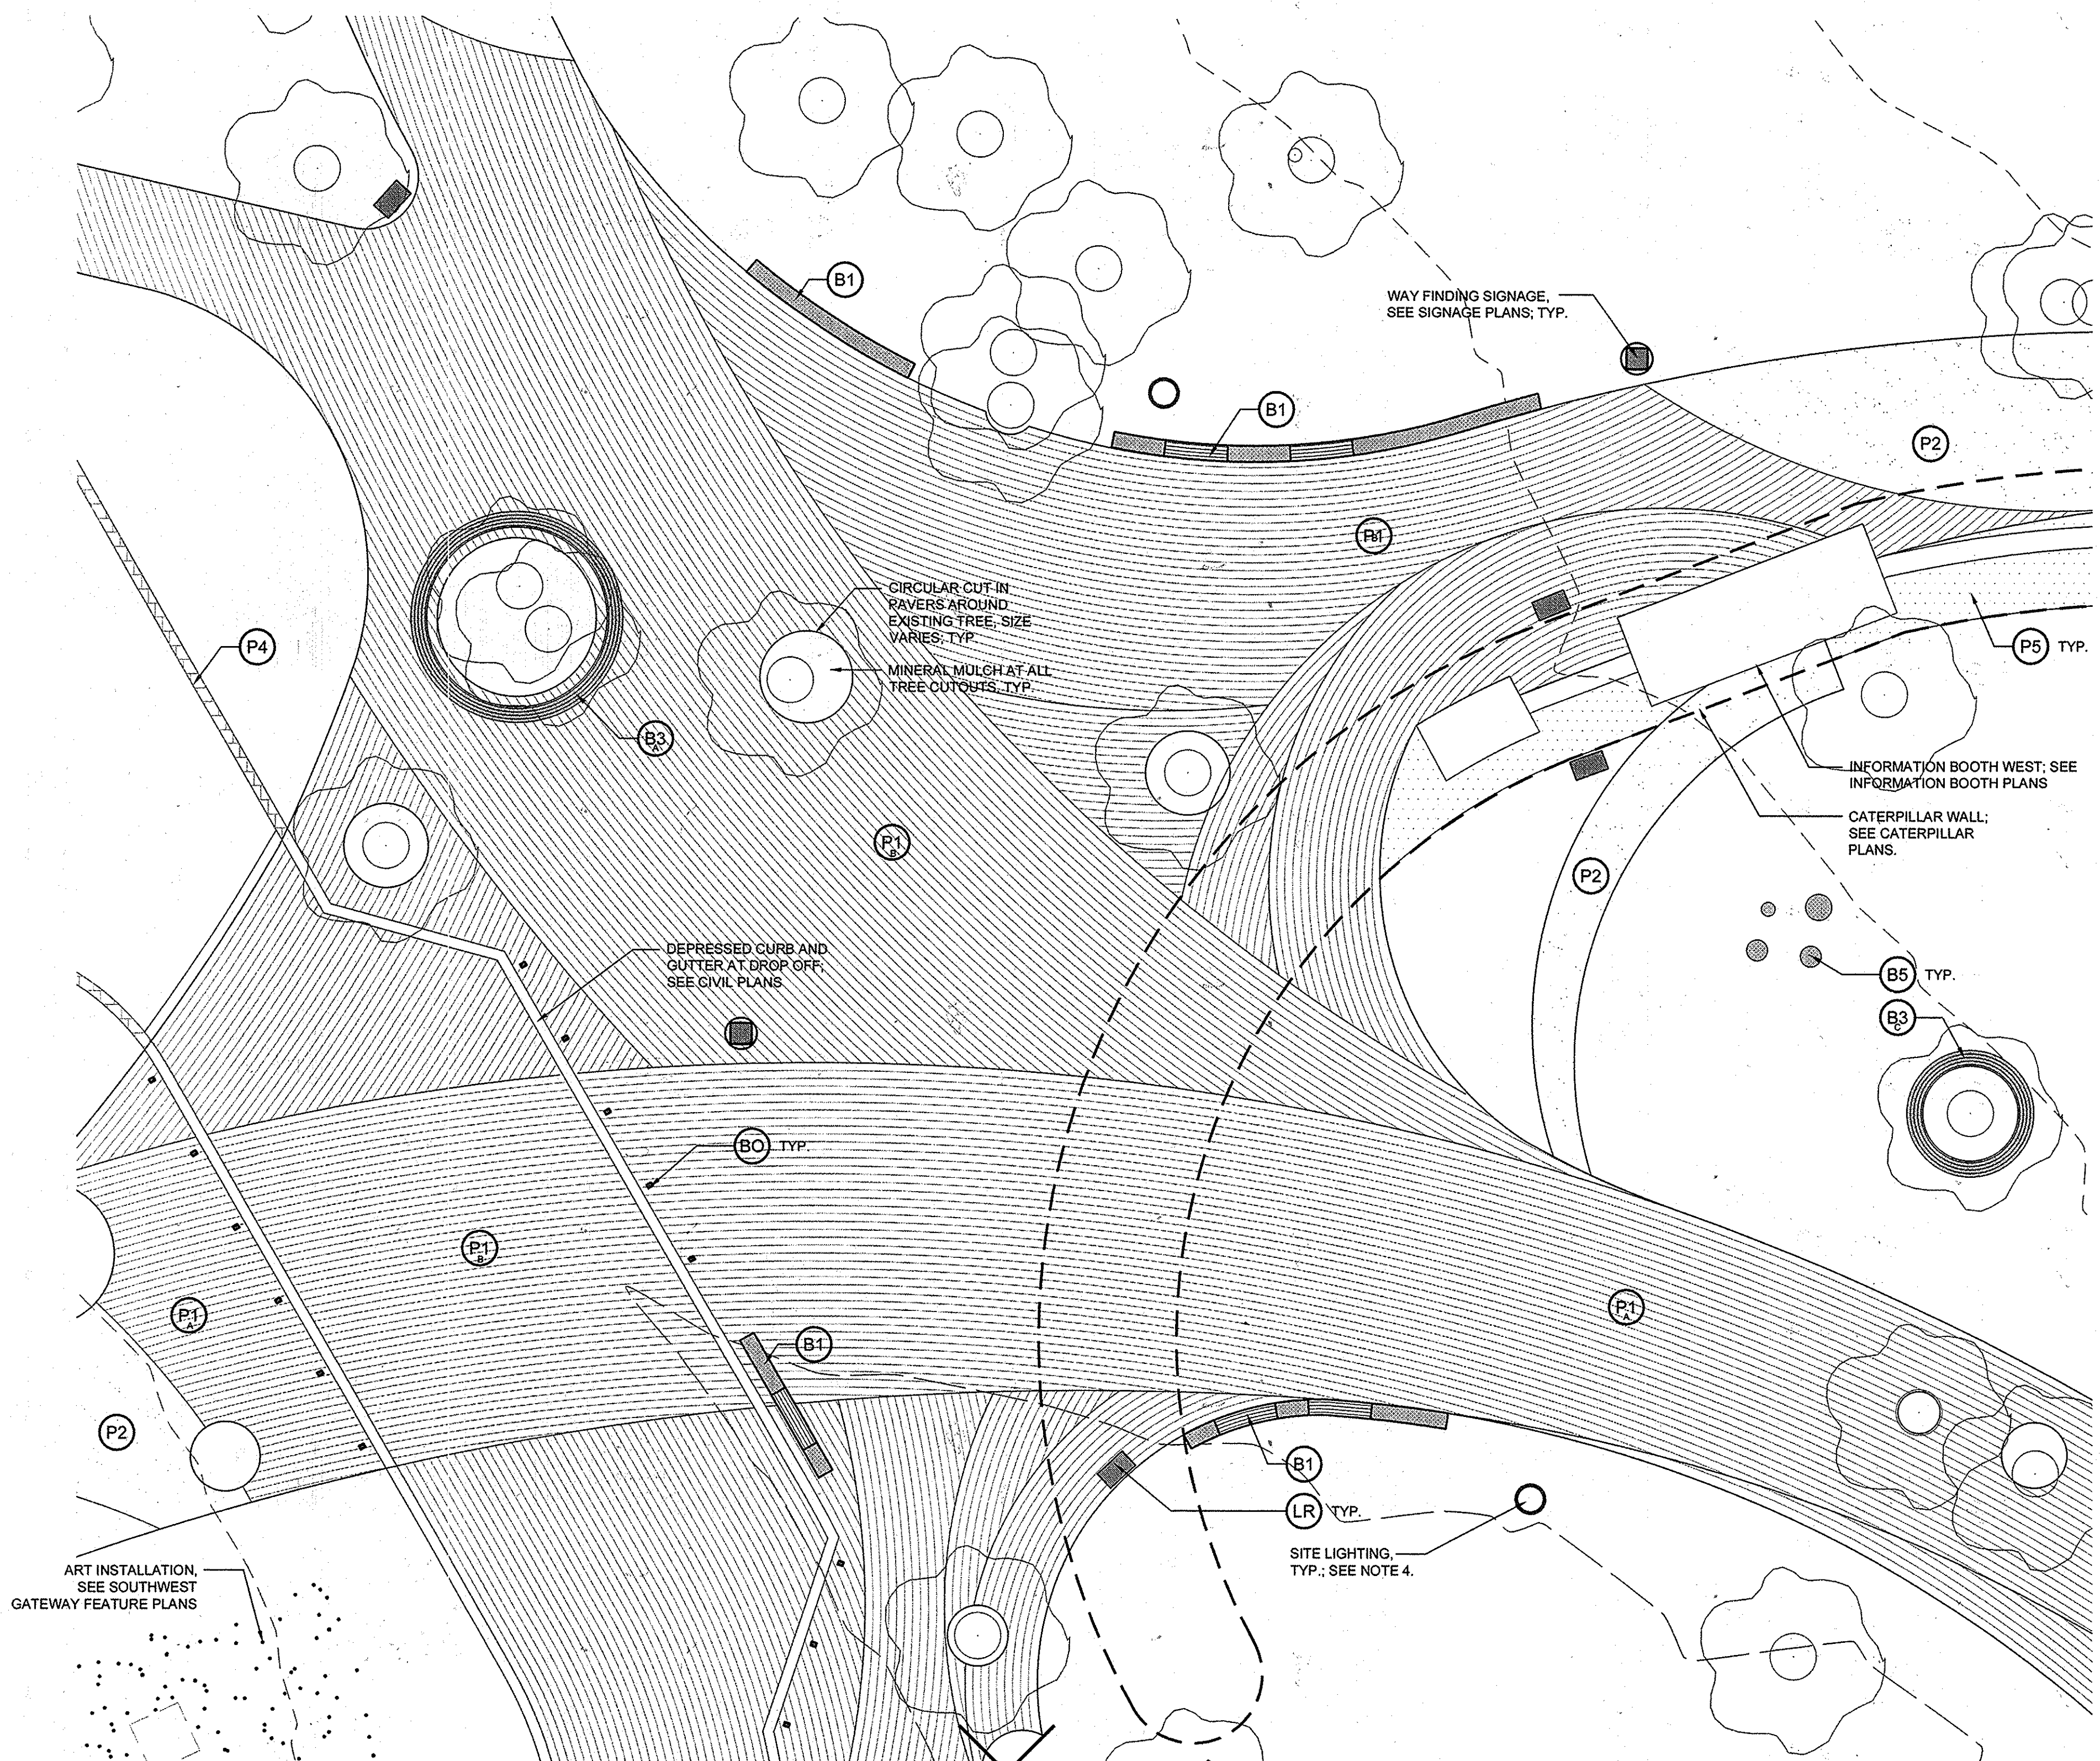 B1
WAY FINDING SIGNAGE,
SEE SIGNAGE PLANS; TYP.
B1
P2
P1
B
CIRCULAR CUT IN
PAVERS AROUND
EXISTING TREE, SIZE
VARIES; TYP.
P4
P5 TYP.
MINERAL MULCH AT ALL
TREE CUTOUTS, TYP.
B3
A
INFORMATION BOOTH WEST; SEE
INFORMATION BOOTH PLANS
CATERPILLAR WALL;
SEE CATERPILLAR
PLANS.
P1
B
P2
DEPRESSED CURB AND
GUTTER AT DROP OFF;
SEE CIVIL PLANS
B5 TYP.
B3
C
BO TYP.
P1
B
P1
A
P1
A
B1
P2
B1
LR TYP.
SITE LIGHTING,
TYP.; SEE NOTE 4.
ART INSTALLATION,
SEE SOUTHWEST
GATEWAY FEATURE PLANS